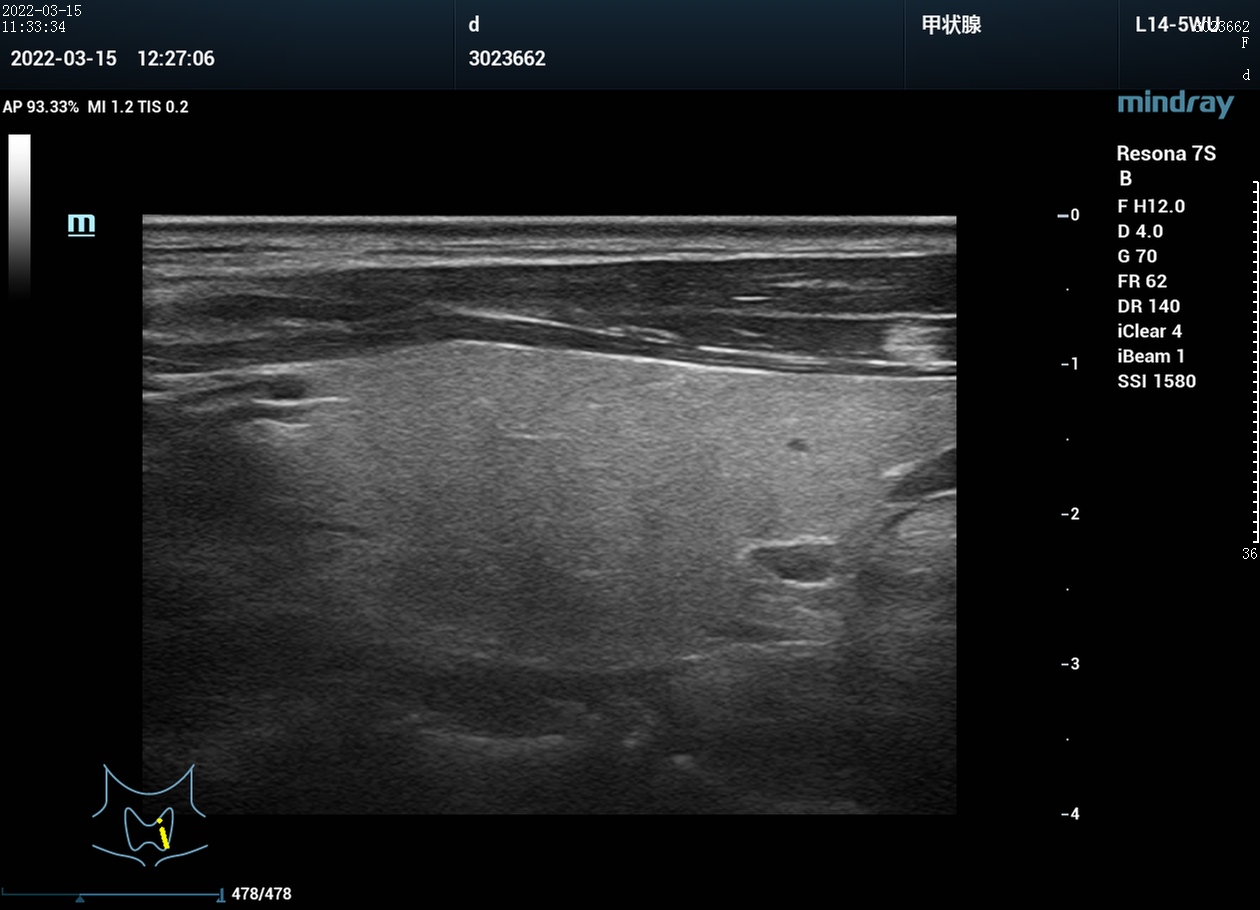 2022-03-15
11:33:34
2022-03-15 12:27:06
d
3023662
甲状腺
L14-5WU
3023662
F
d
AP 93.33% MI 1.2 TIS 0.2
mindray
m
Resona 7S
B
F H12.0
D 4.0
G 70
FR 62
DR 140
iClear 4
iBeam 1
SSI 1580
0
-1
-2
-3
-4
36
478/478